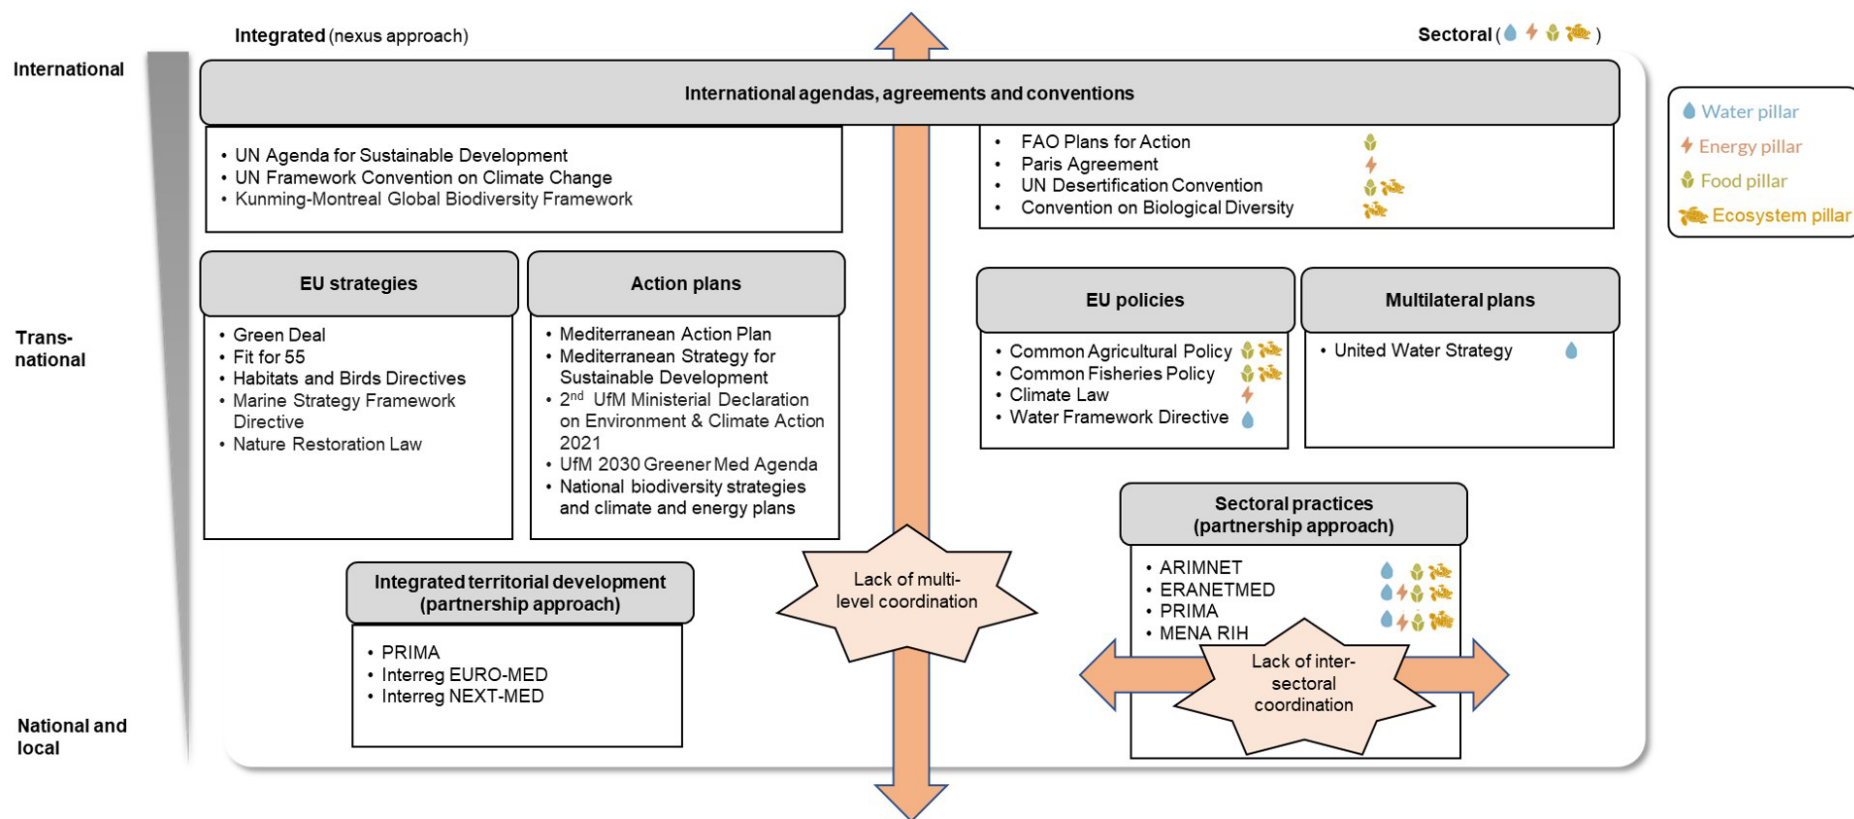 Integrated (nexus approach)
Sectoral ( )
International
International agendas, agreements and conventions
• UN Agenda for Sustainable Development
• UN Framework Convention on Climate Change
• Kunming-Montreal Global Biodiversity Framework
• FAO Plans for Action
• Paris Agreement
• UN Desertification Convention
• Convention on Biological Diversity
Water pillar
Energy pillar
Food pillar
Ecosystem pillar
Trans-
national
EU strategies
• Green Deal
• Fit for 55
• Habitats and Birds Directives
• Marine Strategy Framework
Directive
• Nature Restoration Law
Action plans
• Mediterranean Action Plan
• Mediterranean Strategy for
Sustainable Development
• 2nd UfM Ministerial Declaration
on Environment & Climate Action
2021
• UfM 2030 Greener Med Agenda
• National biodiversity strategies
and climate and energy plans
EU policies
• Common Agricultural Policy
• Common Fisheries Policy
• Climate Law
• Water Framework Directive
Multilateral plans
• United Water Strategy
National and
local
Integrated territorial development
(partnership approach)
• PRIMA
• Interreg EURO-MED
• Interreg NEXT-MED
Lack of multi-
level coordination
Sectoral practices
(partnership approach)
• ARIMNET
• ERANETMED
• PRIMA
• MENA RIH
Lack of inter-
sectoral
coordination